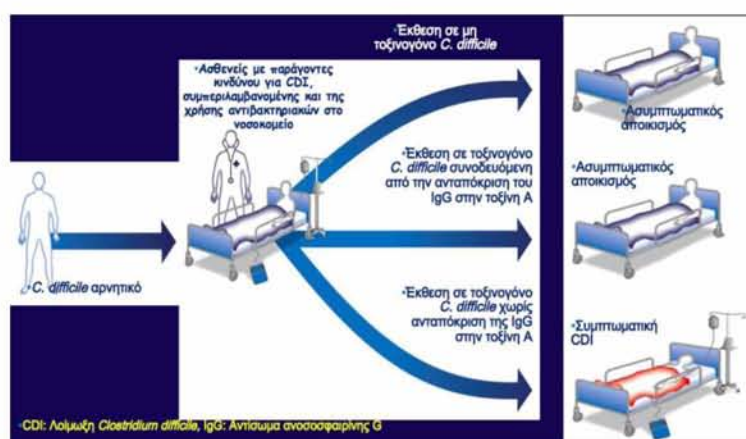 •Έκθεση σε μη
τοξινογόνο C. difficile
•Ασθενείς με παράγοντες
κινδύνου για CDI,
συμπεριλαμβανομένης και της
χρήσης αντιβακτηριακών στο
νοσοκομείο
•Ασυμπτωματικός
αποικισμός
•Έκθεση σε τοξινογόνο
C. difficile συνοδευόμενη
από την ανταπόκριση του
IgG στην τοξίνη Α
•Ασυμπτωματικός
αποικισμός
•C. difficile αρνητικό
•Έκθεση σε τοξινογόνο
C. difficile χωρίς
ανταπόκριση της IgG
στην τοξίνη Α
•Συμπτωματική
CDI
•CDI: Λοίμωξη Clostridium difficile, IgG: Αντίσωμα ανοσοσφαιρίνης G